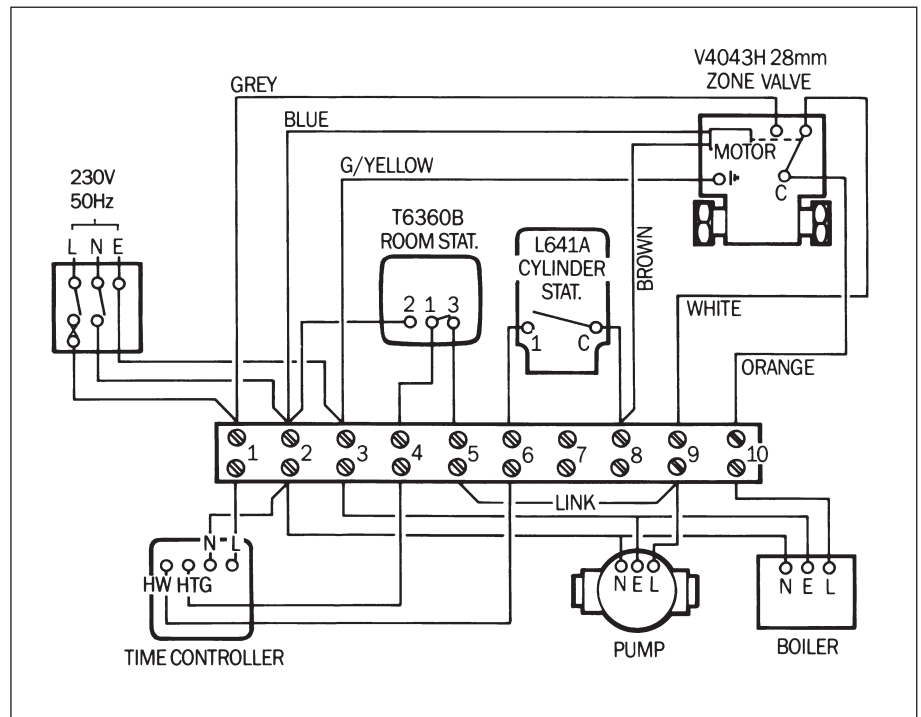 V4043H 28mm
ZONE VALVE
GREY
BLUE
MOTOR
G/YELLOW
C
230V
50Hz
L N E
T6360B
ROOM STAT.
2 1 3
L641A
CYLINDER
STAT.
1 C
BROWN
WHITE
ORANGE
1 2 3 4 5 6 7 8 9 10
LINK
N L
HW HTG
TIME CONTROLLER
N E L
PUMP
N E L
BOILER